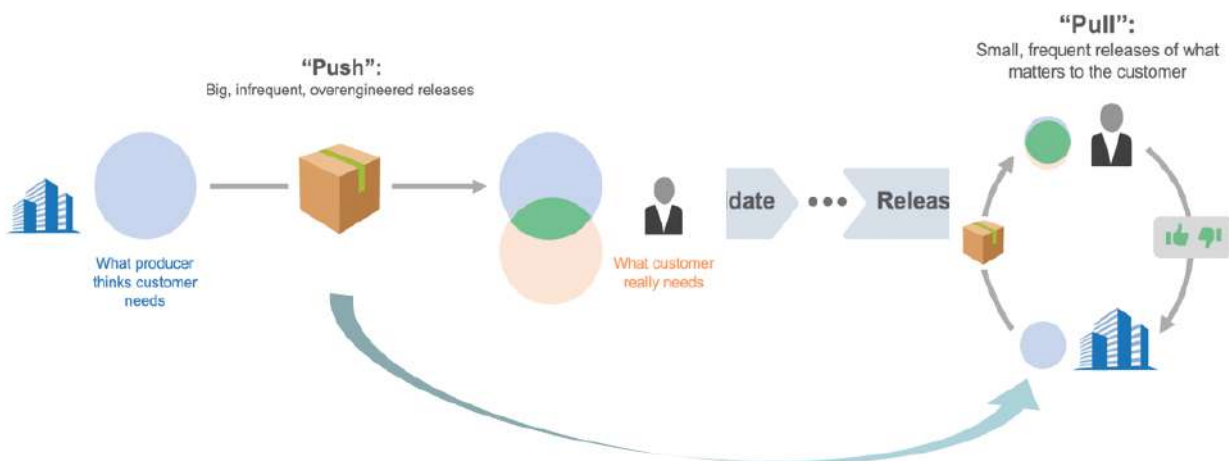 “Push”:
Big, infrequent, overengineered releases
What producer
thinks customer
needs
What customer
really needs
date
Releas
“Pull”:
Small, frequent releases of what
matters to the customer